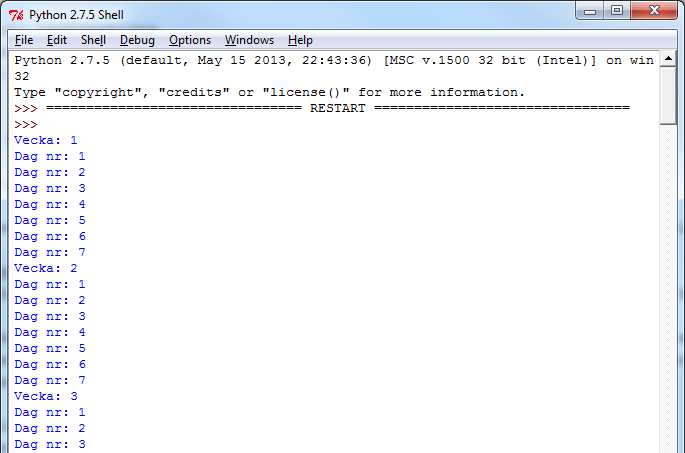 Python 2.7.5 Shell
File Edit Shell Debug Options Windows Help
Python 2.7.5 (default, May 15 2013, 22:43:36) [MSC v.1500 32 bit (Intel)] on win
32
Type "copyright", "credits" or "license()" for more information.
>>> ================================ RESTART ================================
>>>
Vecka: 1
Dag nr: 1
Dag nr: 2
Dag nr: 3
Dag nr: 4
Dag nr: 5
Dag nr: 6
Dag nr: 7
Vecka: 2
Dag nr: 1
Dag nr: 2
Dag nr: 3
Dag nr: 4
Dag nr: 5
Dag nr: 6
Dag nr: 7
Vecka: 3
Dag nr: 1
Dag nr: 2
Dag nr: 3